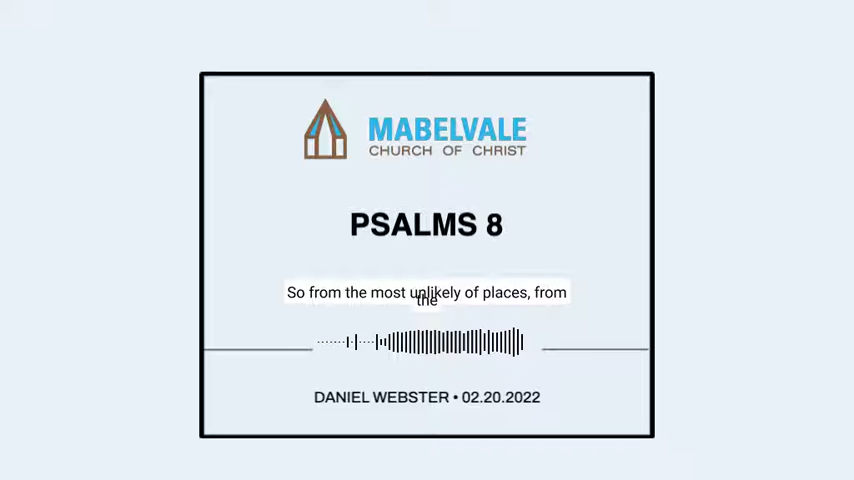 MABELVALE
CHURCH OF CHRIST
PSALMS 8
So from the most unlikely of places, from
the
DANIEL WEBSTER • 02.20.2022